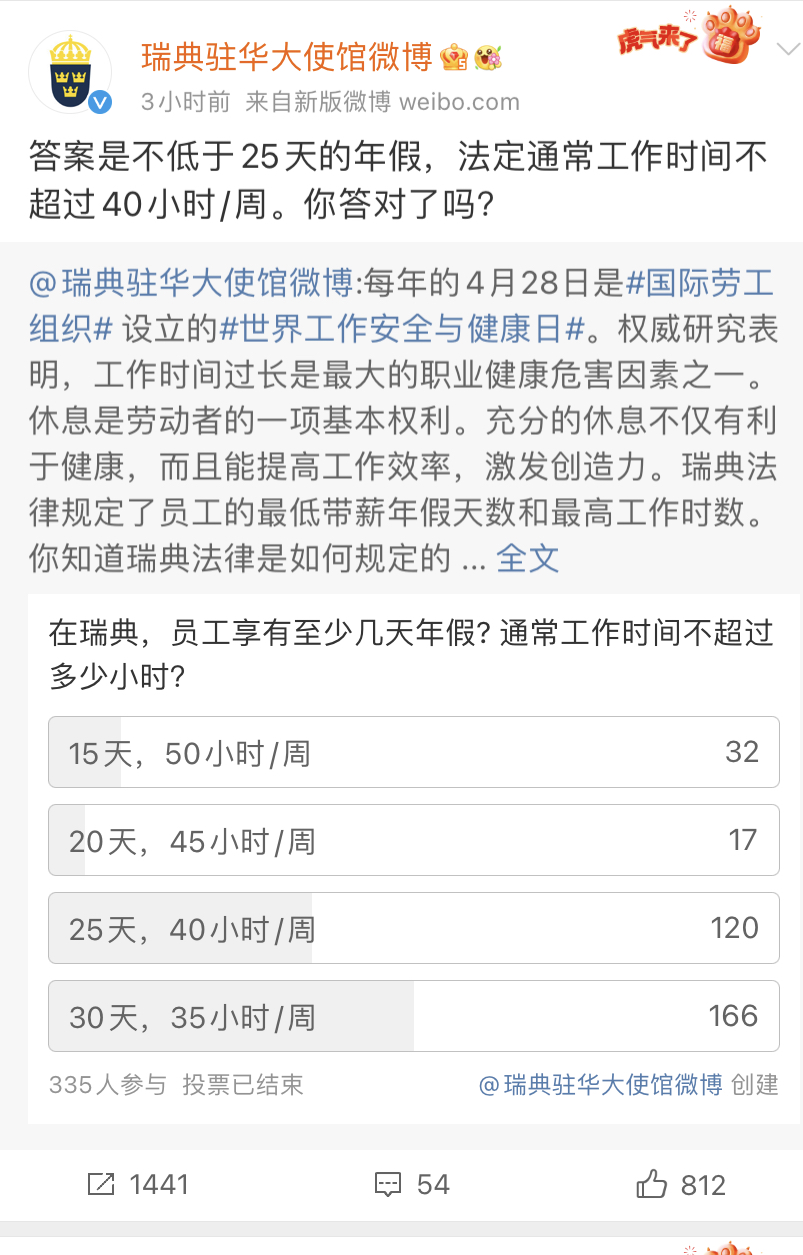 瑞典驻华大使馆微博
虎气来了
福
3小时前 来自新版微博 weibo.com
答案是不低于25天的年假，法定通常工作时间不
超过40小时/周。你答对了吗?
@瑞典驻华大使馆微博:每年的4月28日是#国际劳工
组织# 设立的#世界工作安全与健康日#。权威研究表
明，工作时间过长是最大的职业健康危害因素之一。
休息是劳动者的一项基本权利。充分的休息不仅有利
于健康，而且能提高工作效率，激发创造力。瑞典法
律规定了员工的最低带薪年假天数和最高工作时数。
你知道瑞典法律是如何规定的 ... 全文
在瑞典，员工享有至少几天年假? 通常工作时间不超过
多少小时?
15天，50小时/周 32
20天，45小时/周 17
25天，40小时/周 120
30天，35小时/周 166
335人参与 投票已结束 @瑞典驻华大使馆微博 创建
1441 54 812